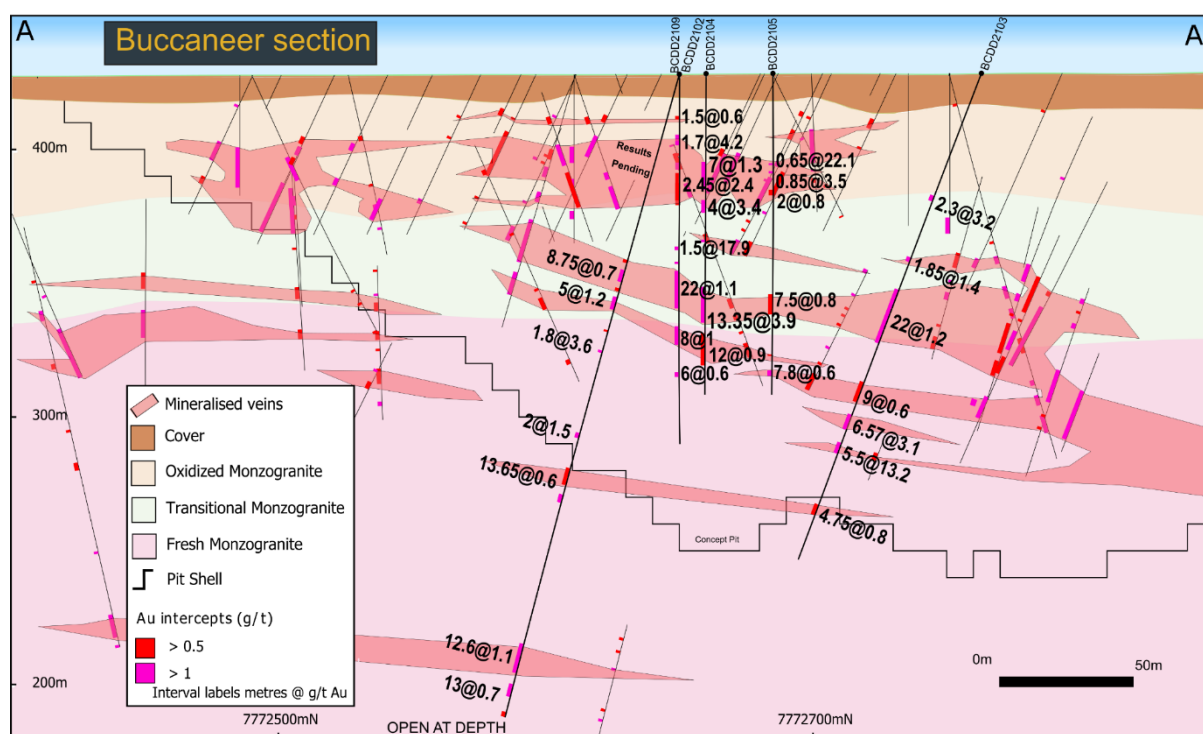 A
Buccaneer section
BCDD2109
BCDD2102
BCDD2104
BCDD2105
BCDD2103
A
400m
300m
200m
Results
Pending
1.5@0.6
1.7@4.2
7@1.3
0.65@22.1
2.45@2.4
0.85@3.5
4@3.4
2@0.8
2.3@3.2
1.5@17.9
8.75@0.7
1.85@1.4
5@1.2
22@1.1
7.5@0.8
13.35@3.9
22@1.2
1.8@3.6
8@1
12@0.9
6@0.6
7.8@0.6
9@0.6
2@1.5
6.57@3.1
5.5@13.2
13.65@0.6
4.75@0.8
Concept Pit
12.6@1.1
13@0.7
OPEN AT DEPTH
Mineralised veins
Cover
Oxidized Monzogranite
Transitional Monzogranite
Fresh Monzogranite
Pit Shell
Au intercepts (g/t)
> 0.5
> 1
Interval labels metres @ g/t Au
0m
50m
7772500mN
7772700mN